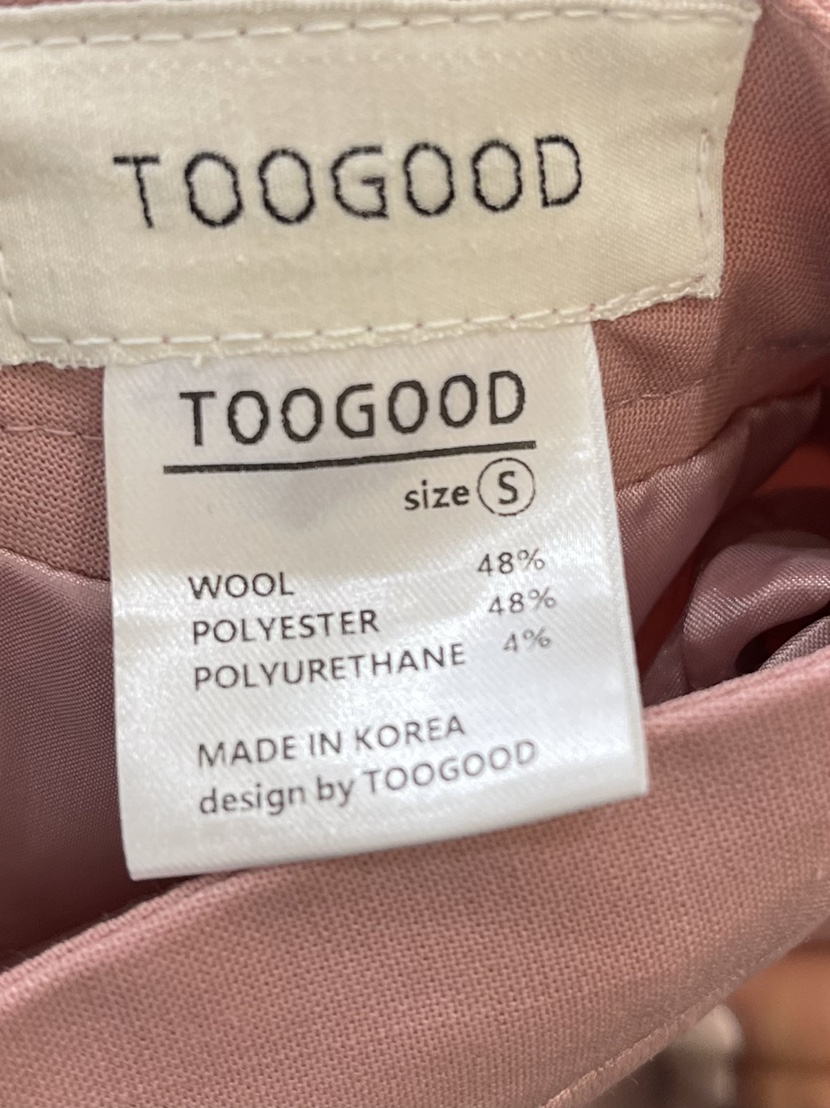 TOOGOOD
TOOGOOD
size S
WOOL 48%
POLYESTER 48%
POLYURETHANE 4%
MADE IN KOREA
design by TOOGOOD